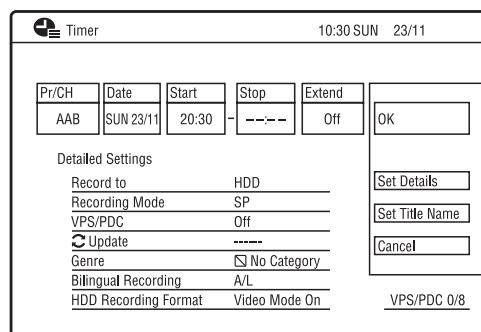 Timer 10:30 SUN 23/11
Pr/CH Date Start Stop Extend
AAB SUN 23/11 20:30 - --:-- Off OK
Detailed Settings
Record to HDD
Recording Mode SP
VPS/PDC Off
Update ------
Genre No Category
Bilingual Recording A/L
HDD Recording Format Video Mode On
Set Details
Set Title Name
Cancel
VPS/PDC 0/8